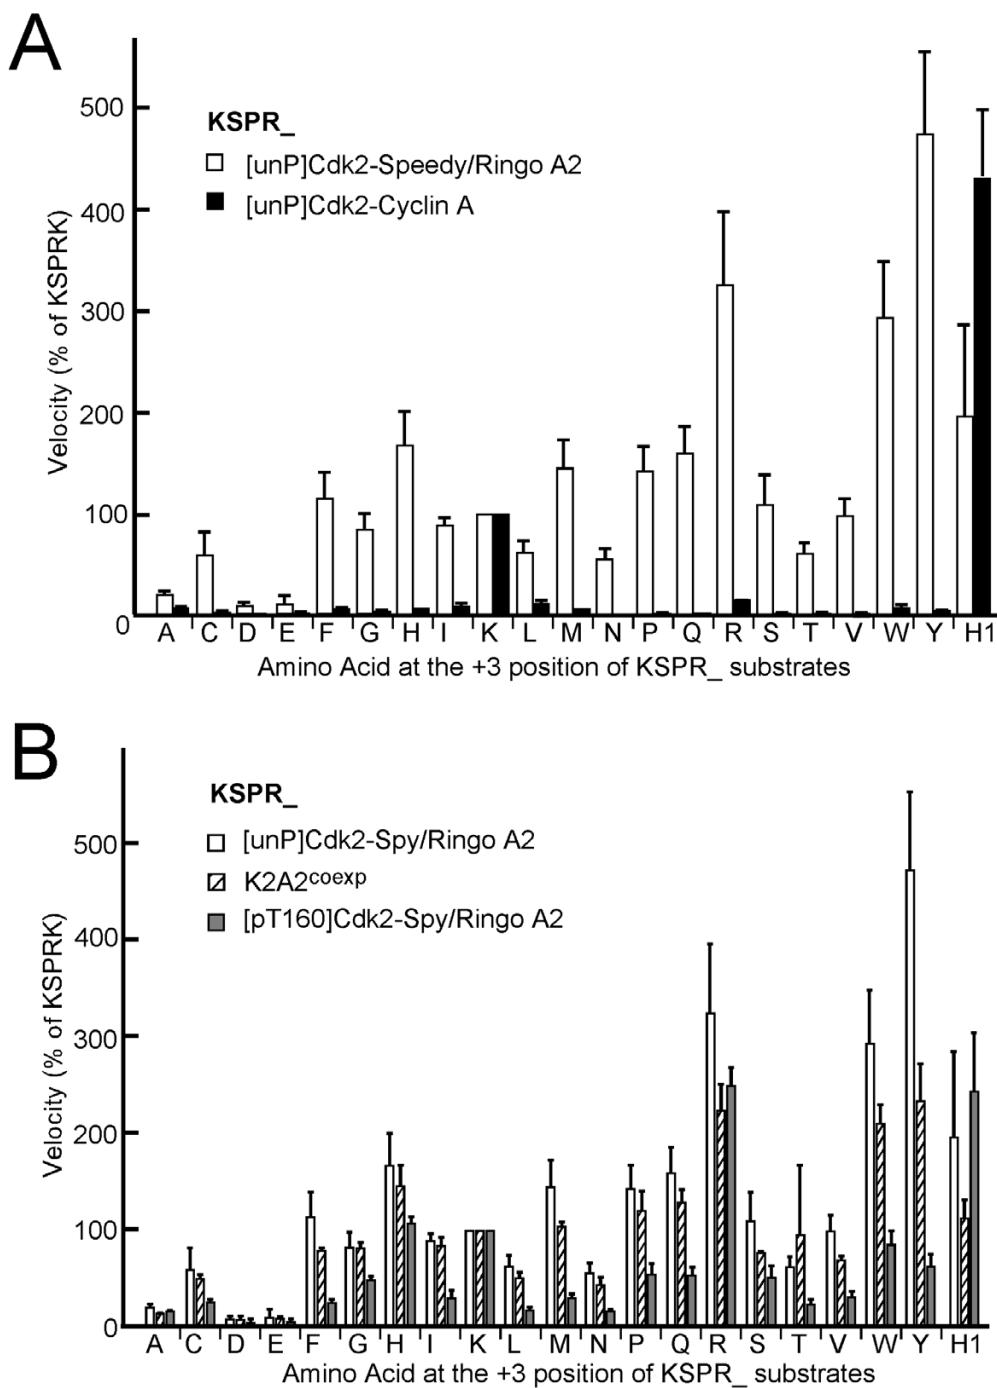 A
500
400
300
200
100
0
Velocity (% of KSPRK)
KSPR_
[unP]Cdk2-Speedy/Ringo A2
[unP]Cdk2-Cyclin A
A C D E F G H I K L M N P Q R S T V W Y H1
Amino Acid at the +3 position of KSPR_ substrates
B
500
400
300
200
100
0
Velocity (% of KSPRK)
KSPR_
[unP]Cdk2-Spy/Ringo A2
K2A2coexp
[pT160]Cdk2-Spy/Ringo A2
A C D E F G H I K L M N P Q R S T V W Y H1
Amino Acid at the +3 position of KSPR_ substrates